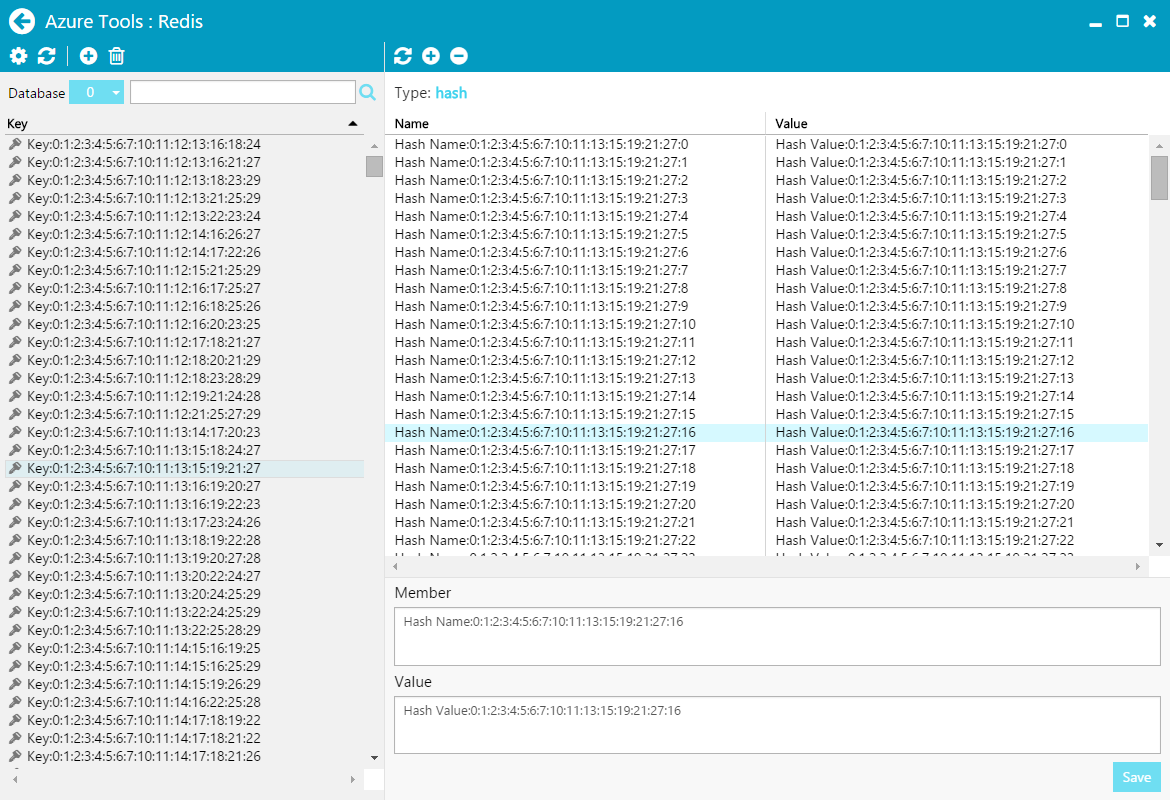 Azure Tools : Redis
Database 0
Key
Key:0:1:2:3:4:5:6:7:10:11:12:13:16:18:24
Key:0:1:2:3:4:5:6:7:10:11:12:13:16:21:27
Key:0:1:2:3:4:5:6:7:10:11:12:13:18:23:29
Key:0:1:2:3:4:5:6:7:10:11:12:13:21:25:29
Key:0:1:2:3:4:5:6:7:10:11:12:13:22:23:24
Key:0:1:2:3:4:5:6:7:10:11:12:14:16:26:27
Key:0:1:2:3:4:5:6:7:10:11:12:14:17:22:26
Key:0:1:2:3:4:5:6:7:10:11:12:15:21:25:29
Key:0:1:2:3:4:5:6:7:10:11:12:16:17:25:27
Key:0:1:2:3:4:5:6:7:10:11:12:16:18:25:26
Key:0:1:2:3:4:5:6:7:10:11:12:16:20:23:25
Key:0:1:2:3:4:5:6:7:10:11:12:17:18:21:27
Key:0:1:2:3:4:5:6:7:10:11:12:18:20:21:29
Key:0:1:2:3:4:5:6:7:10:11:12:18:23:28:29
Key:0:1:2:3:4:5:6:7:10:11:12:19:21:24:28
Key:0:1:2:3:4:5:6:7:10:11:12:21:25:27:29
Key:0:1:2:3:4:5:6:7:10:11:13:14:17:20:23
Key:0:1:2:3:4:5:6:7:10:11:13:15:18:24:27
Key:0:1:2:3:4:5:6:7:10:11:13:15:19:21:27
Key:0:1:2:3:4:5:6:7:10:11:13:16:19:20:27
Key:0:1:2:3:4:5:6:7:10:11:13:16:19:22:23
Key:0:1:2:3:4:5:6:7:10:11:13:17:23:24:26
Key:0:1:2:3:4:5:6:7:10:11:13:18:19:22:28
Key:0:1:2:3:4:5:6:7:10:11:13:19:20:27:28
Key:0:1:2:3:4:5:6:7:10:11:13:20:22:24:27
Key:0:1:2:3:4:5:6:7:10:11:13:20:24:25:29
Key:0:1:2:3:4:5:6:7:10:11:13:22:24:25:29
Key:0:1:2:3:4:5:6:7:10:11:13:22:25:28:29
Key:0:1:2:3:4:5:6:7:10:11:14:15:16:19:25
Key:0:1:2:3:4:5:6:7:10:11:14:15:16:25:29
Key:0:1:2:3:4:5:6:7:10:11:14:15:19:26:29
Key:0:1:2:3:4:5:6:7:10:11:14:16:22:25:28
Key:0:1:2:3:4:5:6:7:10:11:14:17:18:19:22
Key:0:1:2:3:4:5:6:7:10:11:14:17:18:21:22
Key:0:1:2:3:4:5:6:7:10:11:14:17:18:21:26
Type: hash
Name Value
Hash Name:0:1:2:3:4:5:6:7:10:11:13:15:19:21:27:0 Hash Value:0:1:2:3:4:5:6:7:10:11:13:15:19:21:27:0
Hash Name:0:1:2:3:4:5:6:7:10:11:13:15:19:21:27:1 Hash Value:0:1:2:3:4:5:6:7:10:11:13:15:19:21:27:1
Hash Name:0:1:2:3:4:5:6:7:10:11:13:15:19:21:27:2 Hash Value:0:1:2:3:4:5:6:7:10:11:13:15:19:21:27:2
Hash Name:0:1:2:3:4:5:6:7:10:11:13:15:19:21:27:3 Hash Value:0:1:2:3:4:5:6:7:10:11:13:15:19:21:27:3
Hash Name:0:1:2:3:4:5:6:7:10:11:13:15:19:21:27:4 Hash Value:0:1:2:3:4:5:6:7:10:11:13:15:19:21:27:4
Hash Name:0:1:2:3:4:5:6:7:10:11:13:15:19:21:27:5 Hash Value:0:1:2:3:4:5:6:7:10:11:13:15:19:21:27:5
Hash Name:0:1:2:3:4:5:6:7:10:11:13:15:19:21:27:6 Hash Value:0:1:2:3:4:5:6:7:10:11:13:15:19:21:27:6
Hash Name:0:1:2:3:4:5:6:7:10:11:13:15:19:21:27:7 Hash Value:0:1:2:3:4:5:6:7:10:11:13:15:19:21:27:7
Hash Name:0:1:2:3:4:5:6:7:10:11:13:15:19:21:27:8 Hash Value:0:1:2:3:4:5:6:7:10:11:13:15:19:21:27:8
Hash Name:0:1:2:3:4:5:6:7:10:11:13:15:19:21:27:9 Hash Value:0:1:2:3:4:5:6:7:10:11:13:15:19:21:27:9
Hash Name:0:1:2:3:4:5:6:7:10:11:13:15:19:21:27:10 Hash Value:0:1:2:3:4:5:6:7:10:11:13:15:19:21:27:10
Hash Name:0:1:2:3:4:5:6:7:10:11:13:15:19:21:27:11 Hash Value:0:1:2:3:4:5:6:7:10:11:13:15:19:21:27:11
Hash Name:0:1:2:3:4:5:6:7:10:11:13:15:19:21:27:12 Hash Value:0:1:2:3:4:5:6:7:10:11:13:15:19:21:27:12
Hash Name:0:1:2:3:4:5:6:7:10:11:13:15:19:21:27:13 Hash Value:0:1:2:3:4:5:6:7:10:11:13:15:19:21:27:13
Hash Name:0:1:2:3:4:5:6:7:10:11:13:15:19:21:27:14 Hash Value:0:1:2:3:4:5:6:7:10:11:13:15:19:21:27:14
Hash Name:0:1:2:3:4:5:6:7:10:11:13:15:19:21:27:15 Hash Value:0:1:2:3:4:5:6:7:10:11:13:15:19:21:27:15
Hash Name:0:1:2:3:4:5:6:7:10:11:13:15:19:21:27:16 Hash Value:0:1:2:3:4:5:6:7:10:11:13:15:19:21:27:16
Hash Name:0:1:2:3:4:5:6:7:10:11:13:15:19:21:27:17 Hash Value:0:1:2:3:4:5:6:7:10:11:13:15:19:21:27:17
Hash Name:0:1:2:3:4:5:6:7:10:11:13:15:19:21:27:18 Hash Value:0:1:2:3:4:5:6:7:10:11:13:15:19:21:27:18
Hash Name:0:1:2:3:4:5:6:7:10:11:13:15:19:21:27:19 Hash Value:0:1:2:3:4:5:6:7:10:11:13:15:19:21:27:19
Hash Name:0:1:2:3:4:5:6:7:10:11:13:15:19:21:27:20 Hash Value:0:1:2:3:4:5:6:7:10:11:13:15:19:21:27:20
Hash Name:0:1:2:3:4:5:6:7:10:11:13:15:19:21:27:21 Hash Value:0:1:2:3:4:5:6:7:10:11:13:15:19:21:27:21
Hash Name:0:1:2:3:4:5:6:7:10:11:13:15:19:21:27:22 Hash Value:0:1:2:3:4:5:6:7:10:11:13:15:19:21:27:22
Member
Hash Name:0:1:2:3:4:5:6:7:10:11:13:15:19:21:27:16
Value
Hash Value:0:1:2:3:4:5:6:7:10:11:13:15:19:21:27:16
Save